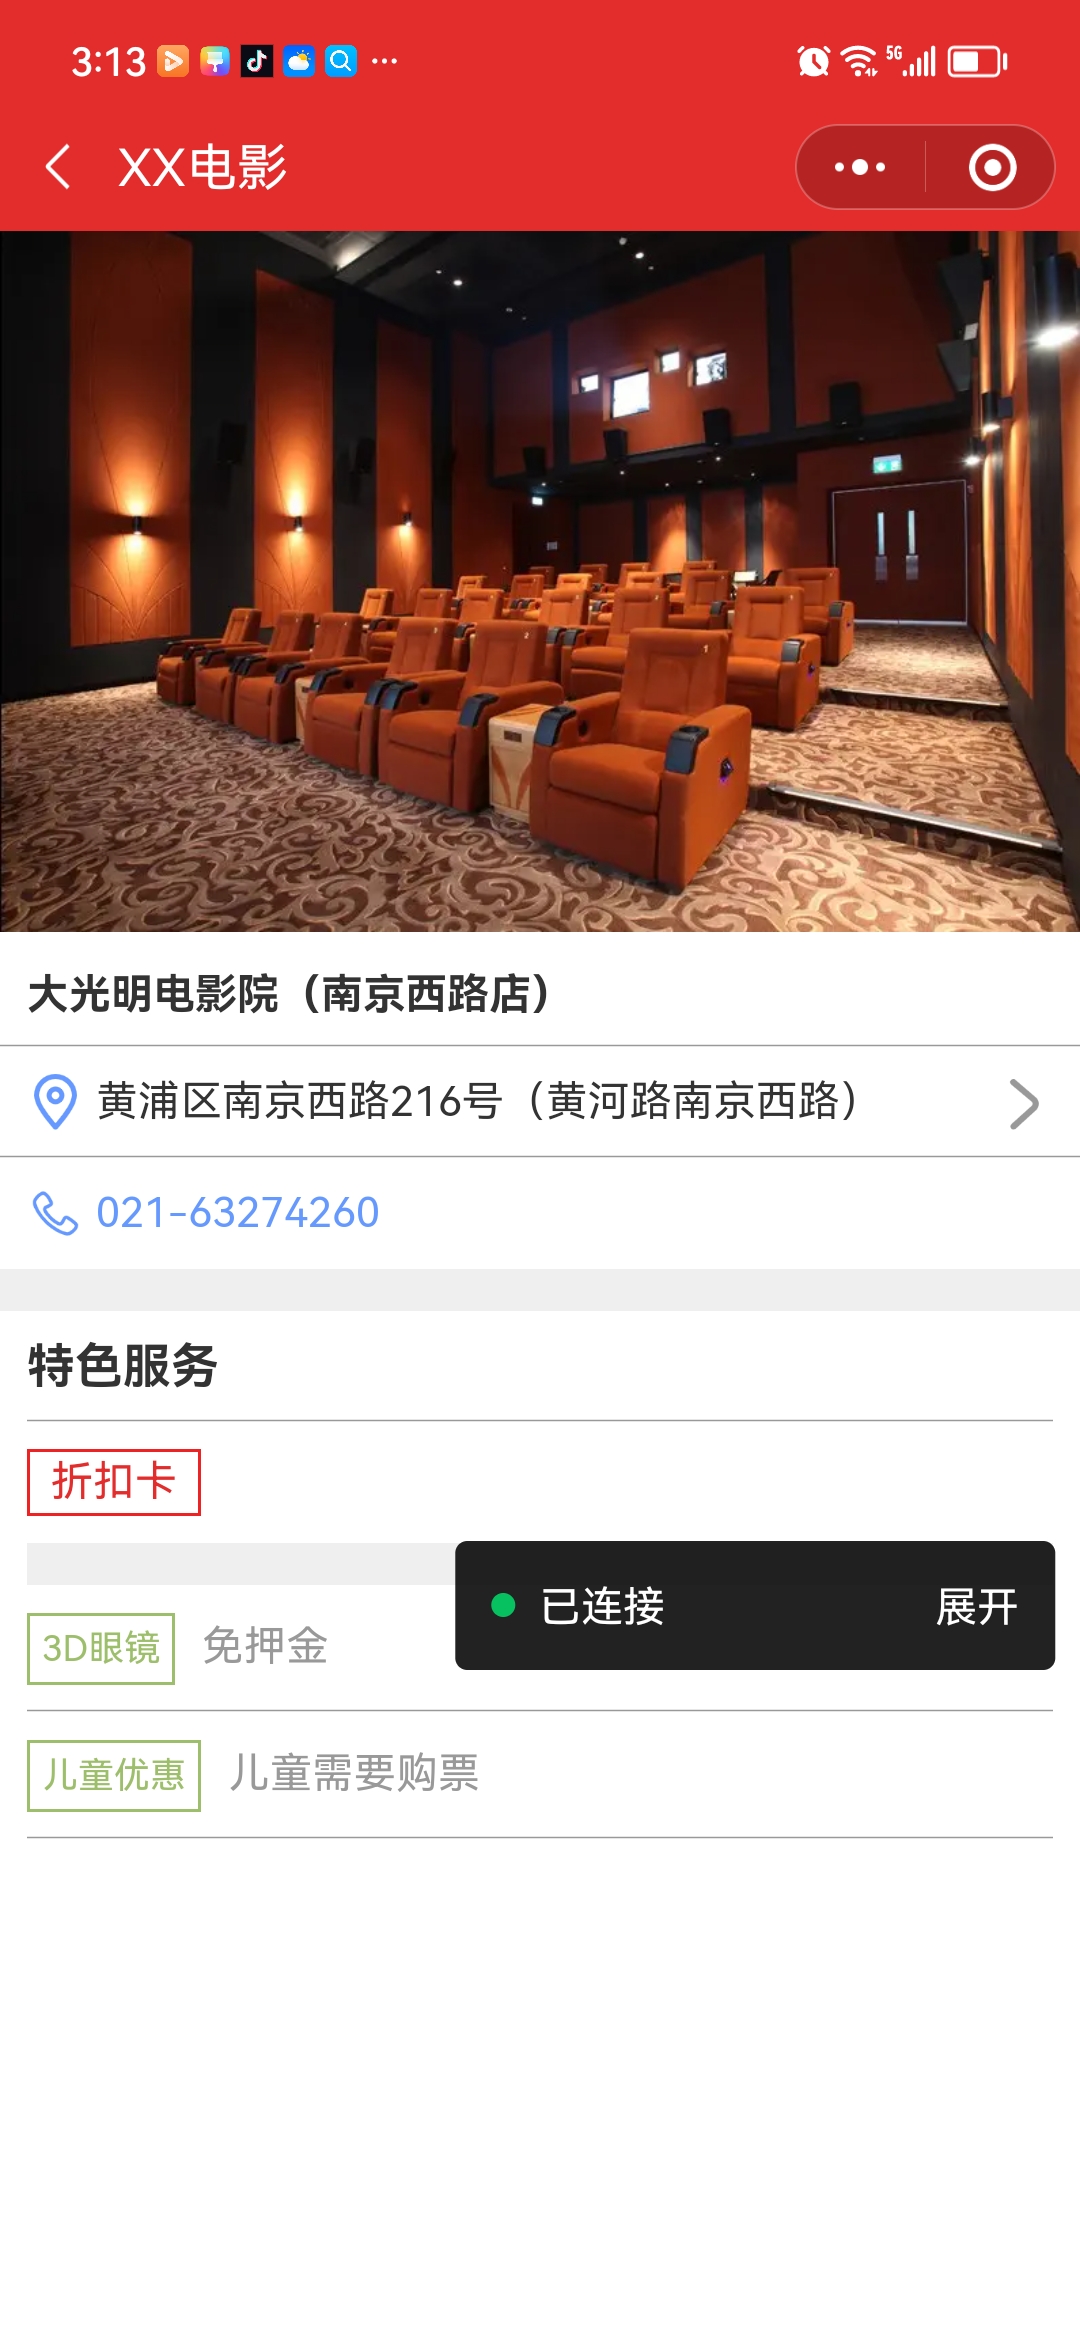 3:13
5G
XX电影
大光明电影院（南京西路店）
黄浦区南京西路216号（黄河路南京西路）
021-63274260
特色服务
折扣卡
已连接 展开
3D眼镜 免押金
儿童优惠 儿童需要购票